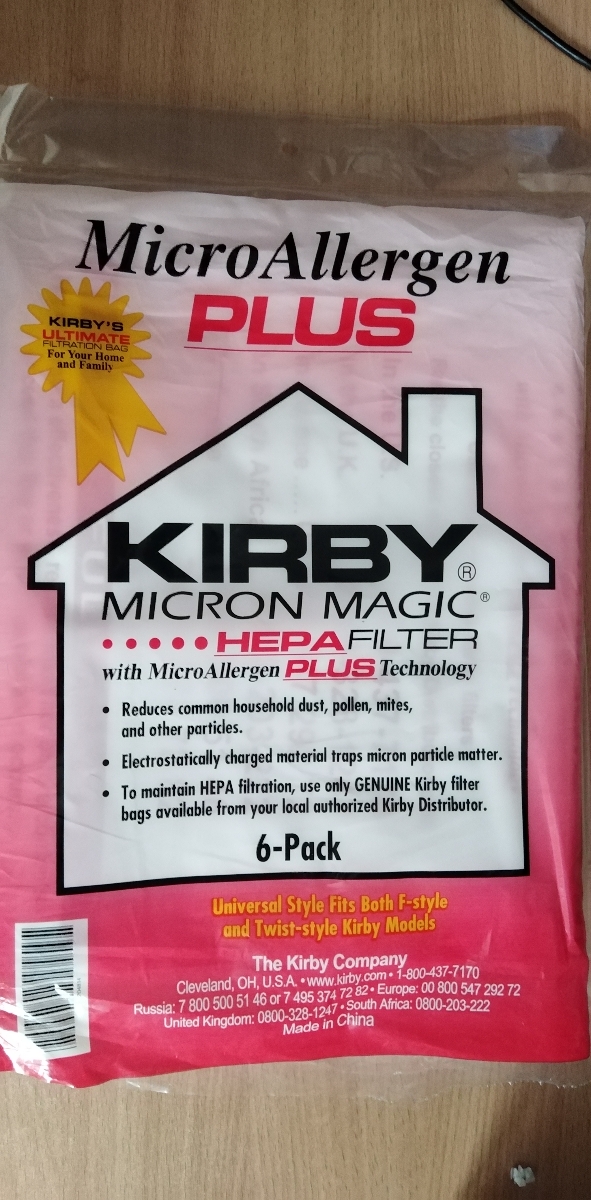 MicroAllergen
PLUS
KIRBY'S
ULTIMATE
FILTRATION BAG
For Your Home
and Family
KIRBY®
MICRON MAGIC®
•••••HEPA FILTER
with MicroAllergen PLUS Technology
• Reduces common household dust, pollen, mites,
and other particles.
• Electrostatically charged material traps micron particle matter.
• To maintain HEPA filtration, use only GENUINE Kirby filter
bags available from your local authorized Kirby Distributor.
6-Pack
Universal Style Fits Both F-style
and Twist-style Kirby Models
The Kirby Company
Cleveland, OH, U.S.A. • www.kirby.com • 1-800-437-7170
Russia: 7 800 500 51 46 or 7 495 374 72 82 • Europe: 00 800 547 292 72
United Kingdom: 0800-328-1247 • South Africa: 0800-203-222
Made in China